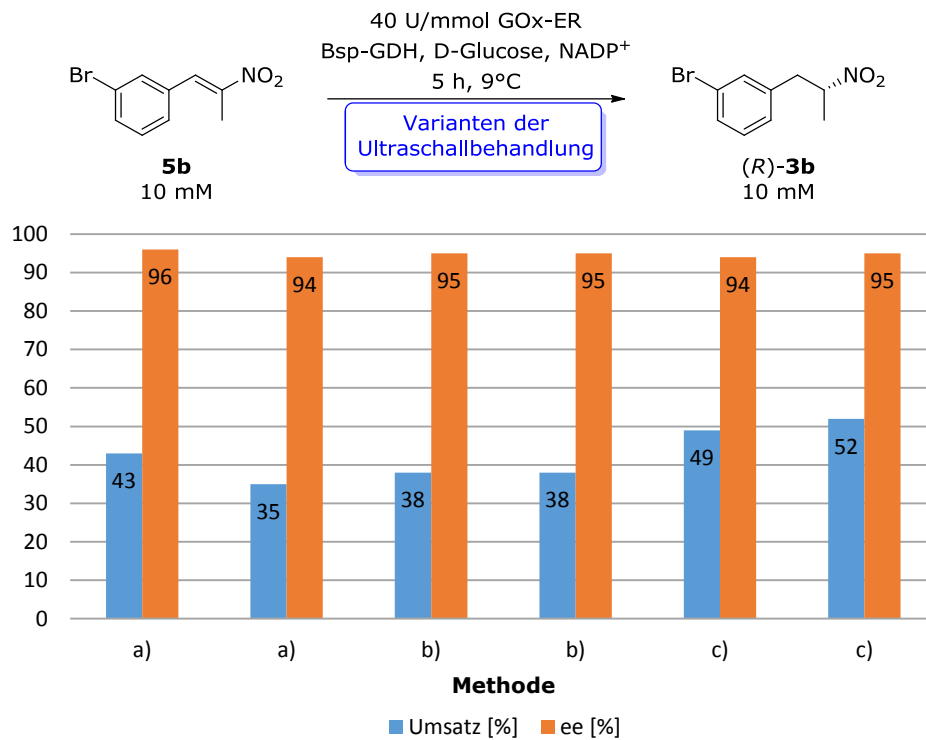 40 U/mmol GOx-ER
Bsp-GDH, D-Glucose, NADP+
5 h, 9°C
Varianten der
Ultraschallbehandlung
Br
NO2
5b
10 mM
Br
NO2
(R)-3b
10 mM
100
90
80
70
60
50
40
30
20
10
0
43
96
35
94
38
95
38
95
49
94
52
95
a)
a)
b)
b)
c)
c)
Methode
Umsatz [%]
ee [%]